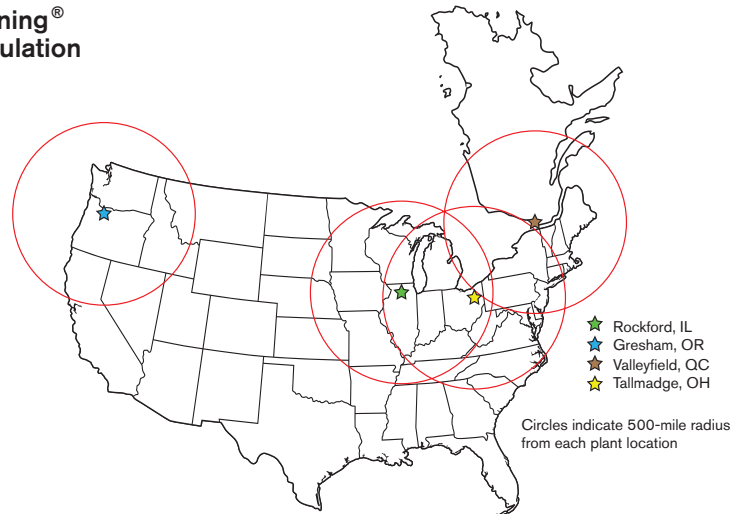 ning®
ulation
Rockford, IL
Gresham, OR
Valleyfield, QC
Tallmadge, OH
Circles indicate 500-mile radius
from each plant location